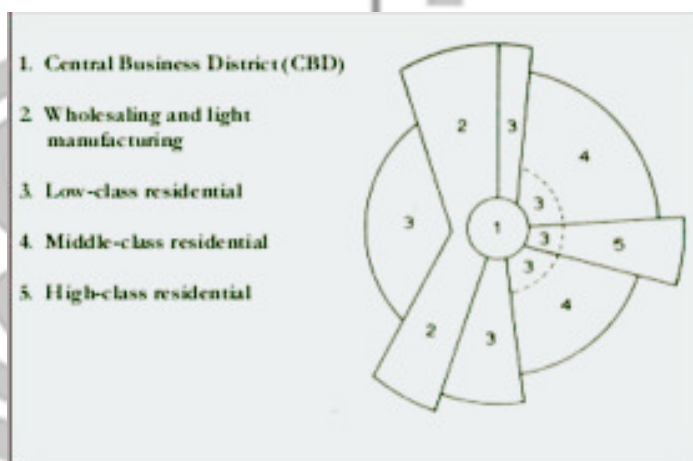 1. Central Business District (CBD)
2. Wholesaling and light
manufacturing
3. Low-class residential
4. Middle-class residential
5. High-class residential
2
3
4
3
3
1
3
5
3
4
2
3